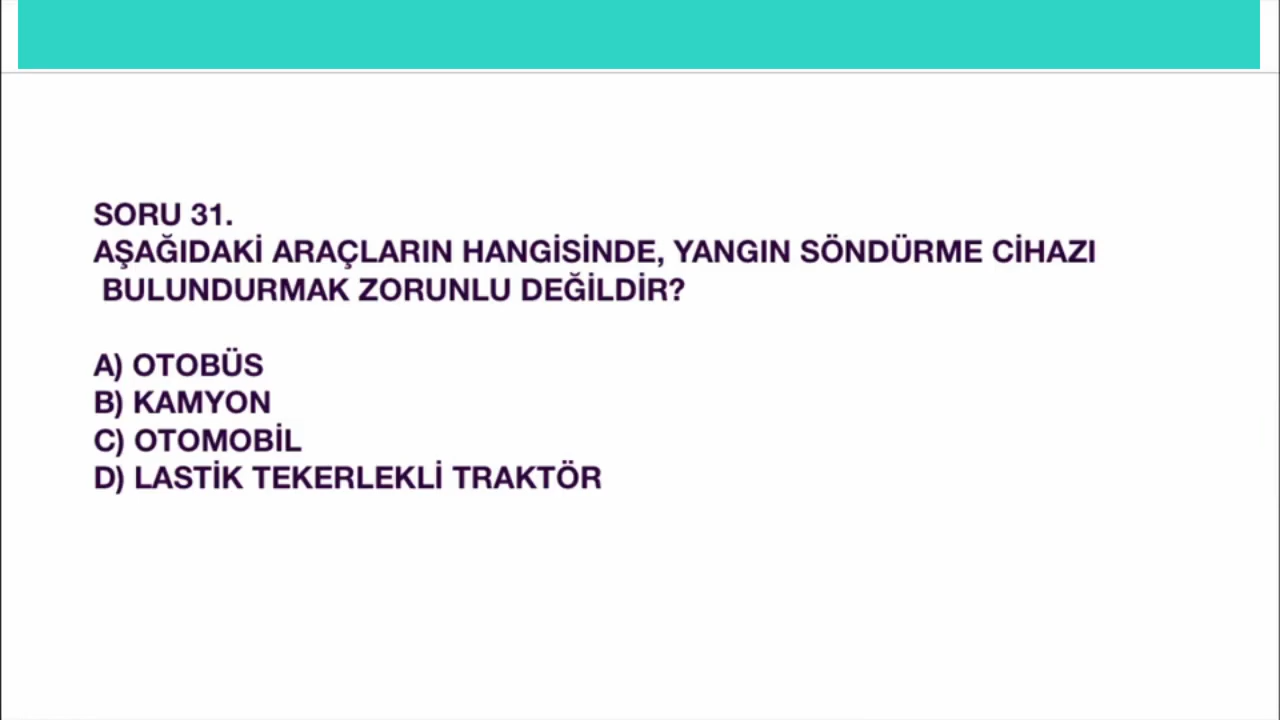 SORU 31.
AŞAĞIDAKİ ARAÇLARIN HANGİSİNDE, YANGIN SÖNDÜRME CİHAZI
BULUNDURMAK ZORUNLU DEĞİLDİR?
A) OTOBÜS
B) KAMYON
C) OTOMOBİL
D) LASTİK TEKERLEKLİ TRAKTÖR